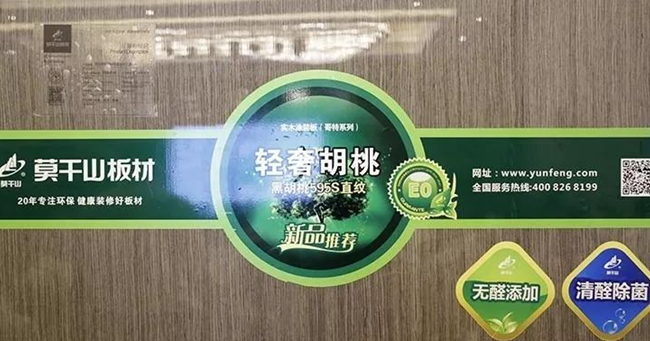 莫干山板材
莫干山
20年专注环保 健康装修好板材
实木涂装板（哥特系列）
轻奢胡桃
黑胡桃595S直纹
新品推荐
E0
网址：www.yunfeng.com
全国服务热线:400 826 8199
无醛添加
清醛除菌